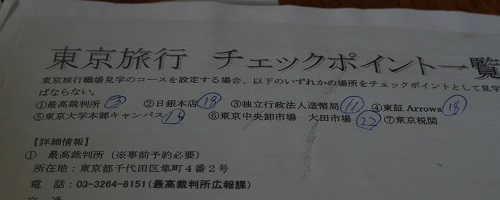 東京旅行 チェックポイント一覧
東京旅行職場見学のコースを設定する場合、以下のいずれかの場所をチェックポイントとして見学
ばならない。
①最高裁判所 ③ ②日銀本店 18 ③独立行政法人造幣局 11 ④東証 Arrows 18
⑤東京大学本郷キャンパス 13 ⑥東京中央卸市場 大田市場 22 ⑦東京税関
【詳細情報】
① 最高裁判所(※事前予約必要)
所在地:東京都千代田区隼町4番2号
電 話:03-3264-8151(最高裁判所広報課)